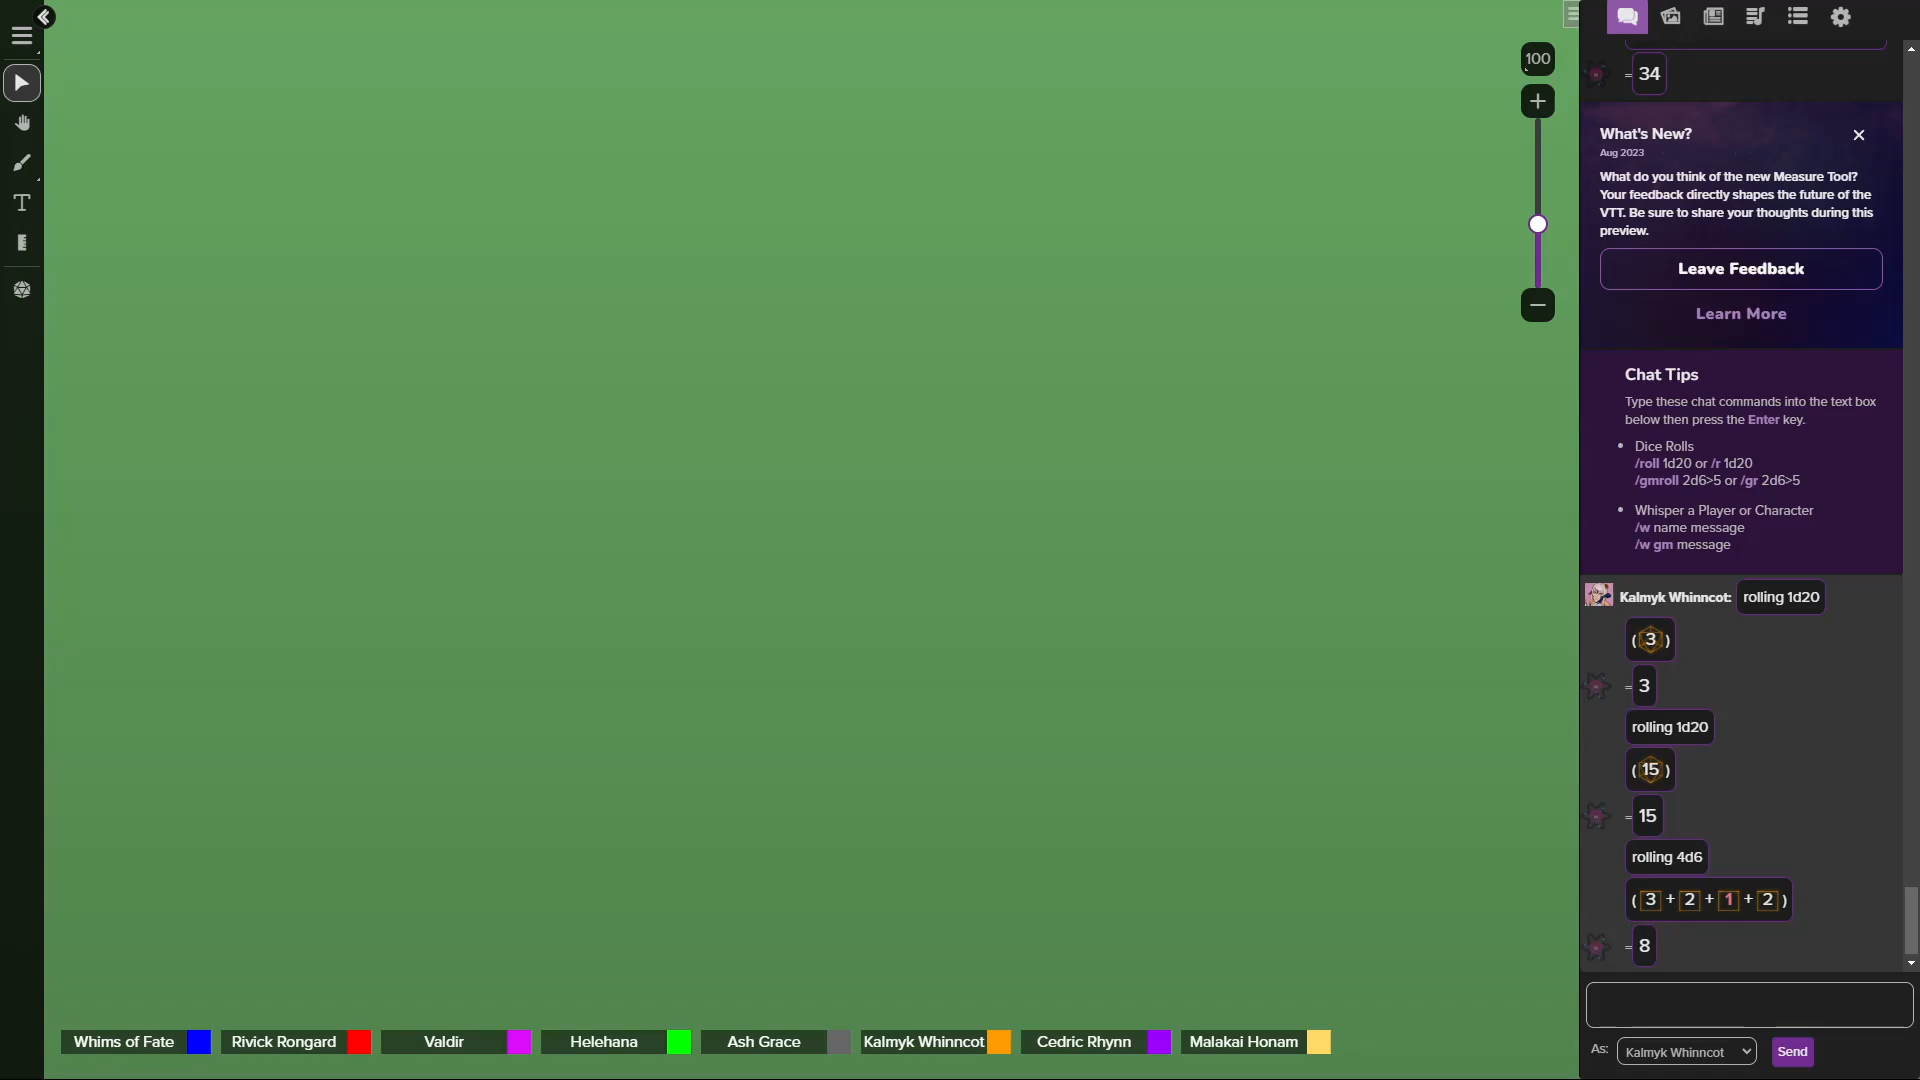 100
= 34
What's New?
Aug 2023
What do you think of the new Measure Tool?
Your feedback directly shapes the future of the
VTT. Be sure to share your thoughts during this
preview.
Leave Feedback
Learn More
Chat Tips
Type these chat commands into the text box
below then press the Enter key.
Dice Rolls
/roll 1d20 or /r 1d20
/gmroll 2d6>5 or /gr 2d6>5
Whisper a Player or Character
/w name message
/w gm message
Kalmyk Whinncot: rolling 1d20
(3)
= 3
rolling 1d20
(15)
= 15
rolling 4d6
(3+2+1+2)
= 8
Whims of Fate
Rivick Rongard
Valdir
Helehana
Ash Grace
Kalmyk Whinncot
Cedric Rhynn
Malakai Honam
As: Kalmyk Whinncot Send